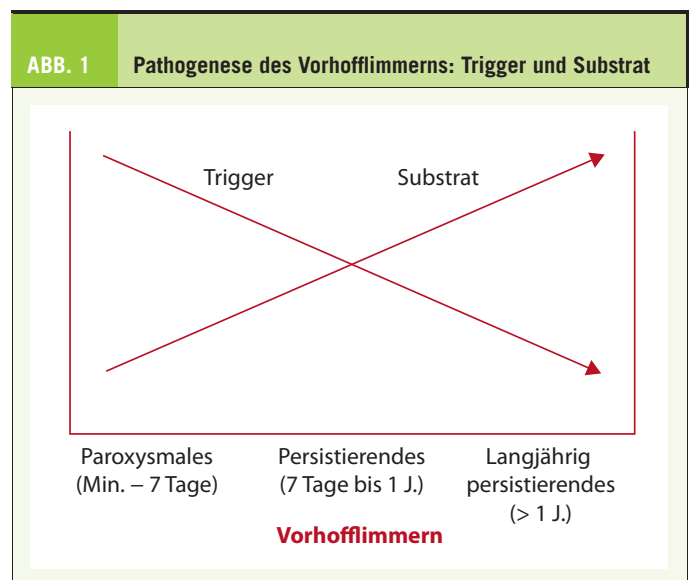 ABB. 1 Pathogenese des Vorhofflimmerns: Trigger und Substrat
Trigger Substrat
Paroxysmales Persistierendes Langjährig
(Min. – 7 Tage) (7 Tage bis 1 J.) persistierendes
(> 1 J.)
Vorhofflimmern